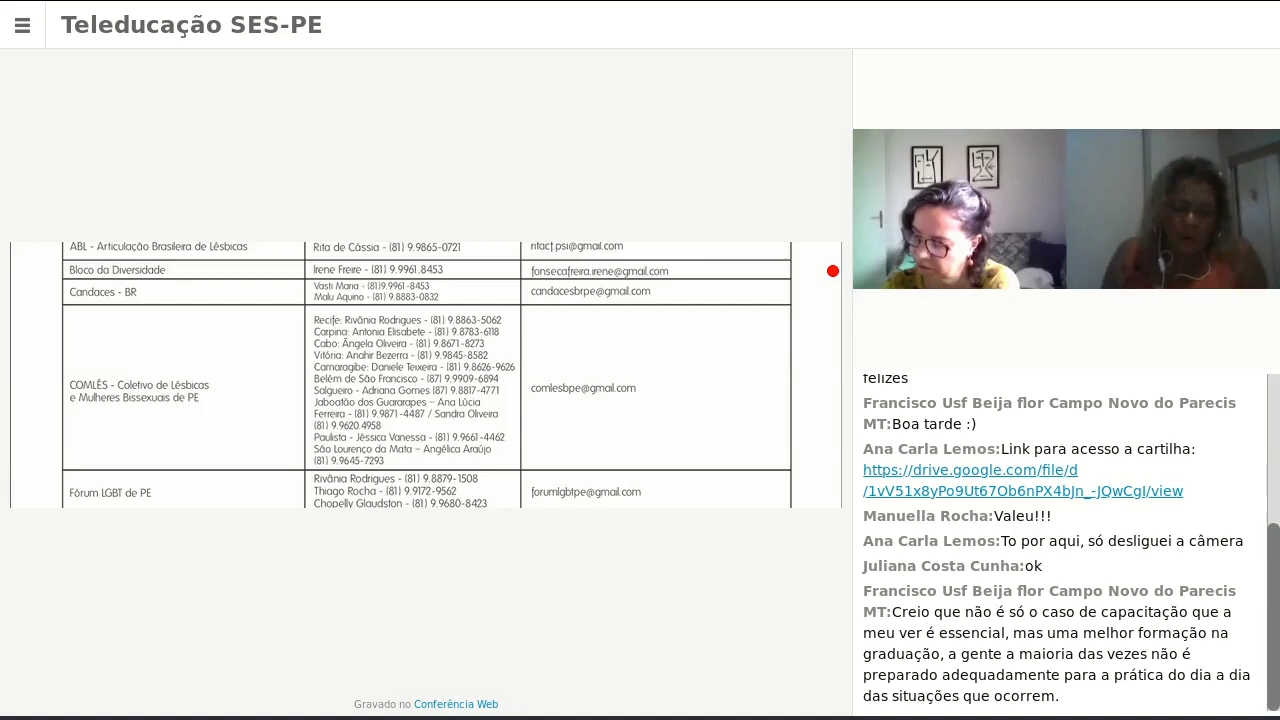 Teleducação SES-PE
ABL - Articulação Brasileira de Lésbicas
Rita de Cássia - (81) 9.9865-0721
ritacf.psi@gmail.com
Bloco da Diversidade
Irene Freire - (81) 9.9961.8453
fonsecafreira.irene@gmail.com
Candaces - BR
Vasti Maria - (81)9.9961-8453
Malu Aquino - (81) 9.8883-0832
candacesbrpe@gmail.com
COMLÉS - Coletivo de Lésbicas
e Mulheres Bissexuais de PE
Recife: Rivânia Rodrigues - (81) 9.8863-5062
Carpina: Antonia Elisabete - (81) 9.8783-6118
Cabo: Ângela Oliveira - (81) 9.8671-8273
Vitória: Anahir Bezerra - (81) 9.9845-8582
Camaragibe: Daniele Teixeira - (81) 9.8626-9626
Belém de São Francisco - (87) 9.9909-6894
Salgueiro - Adriana Gomes (87) 9.8817-4771
Jaboatão dos Guararapes – Ana Lúcia
Ferreira - (81) 9.9871-4487 / Sandra Oliveira
(81) 9.9620.4958
Paulista - Jéssica Vanessa - (81) 9.9661-4462
São Lourenço da Mata – Angélica Araújo
(81) 9.9645-7293
comlesbpe@gmail.com
Fórum LGBT de PE
Rivânia Rodrigues - (81) 9.8879-1508
Thiago Rocha - (81) 9.9172-9562
Chopelly Glaudston - (81) 9.9680-8423
forumlgbtpe@gmail.com
felizes
Francisco Usf Beija flor Campo Novo do Parecis
MT:Boa tarde :)
Ana Carla Lemos:Link para acesso a cartilha:
https://drive.google.com/file/d
/1vV51x8yPo9Ut67Ob6nPX4bJn_-JQwCgI/view
Manuella Rocha:Valeu!!!
Ana Carla Lemos:To por aqui, só desliguei a câmera
Juliana Costa Cunha:ok
Francisco Usf Beija flor Campo Novo do Parecis
MT:Creio que não é só o caso de capacitação que a
meu ver é essencial, mas uma melhor formação na
graduação, a gente a maioria das vezes não é
preparado adequadamente para a prática do dia a dia
das situações que ocorrem.
Gravado no Conferência Web